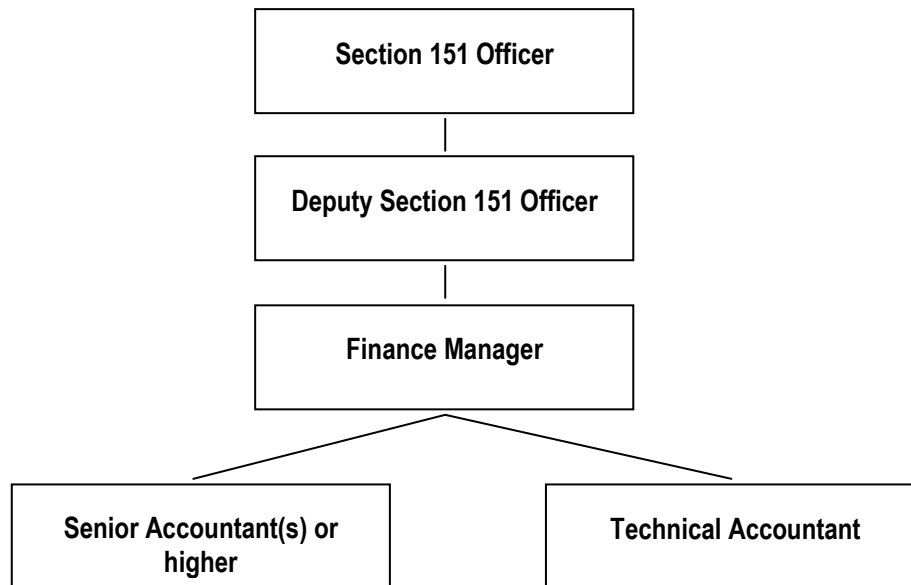 Section 151 Officer
Deputy Section 151 Officer
Finance Manager
Senior Accountant(s) or
higher
Technical Accountant